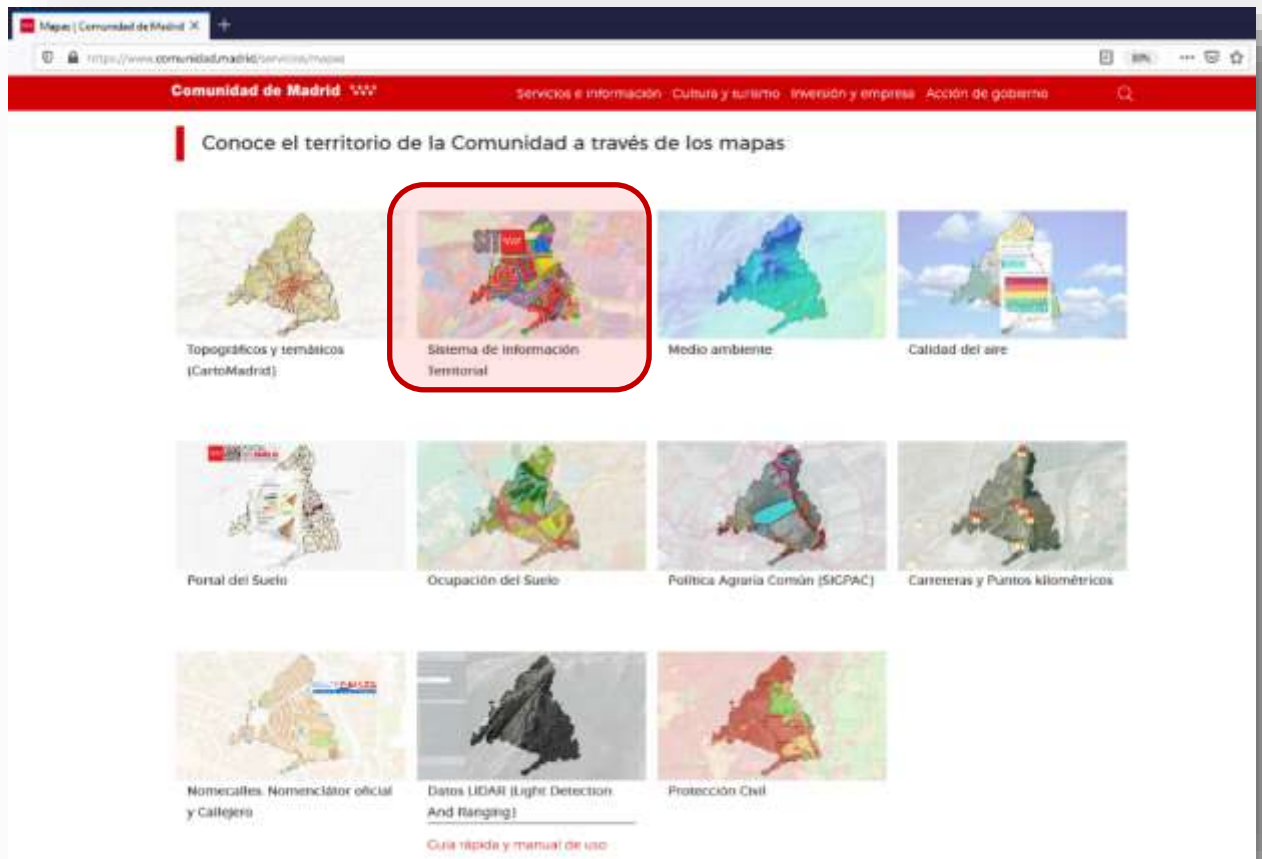 Mapas | Comunidad de Madrid
https://www.comunidad.madrid/servicios/mapas
80%
Comunidad de Madrid
Servicios e información Cultura y turismo Inversión y empresa Acción de gobierno
Conoce el territorio de la Comunidad a través de los mapas
SIT
Topográficos y temáticos
(CartoMadrid)
Sistema de Información
Territorial
Medio ambiente
Calidad del aire
Portal del Suelo
Ocupación del Suelo
Política Agraria Común (SIGPAC)
Carreteras y Puntos kilométricos
Nomecalles. Nomenclátor oficial
y Callejero
Datos LIDAR (Light Detection
And Ranging)
Protección Civil
Guía rápida y manual de uso